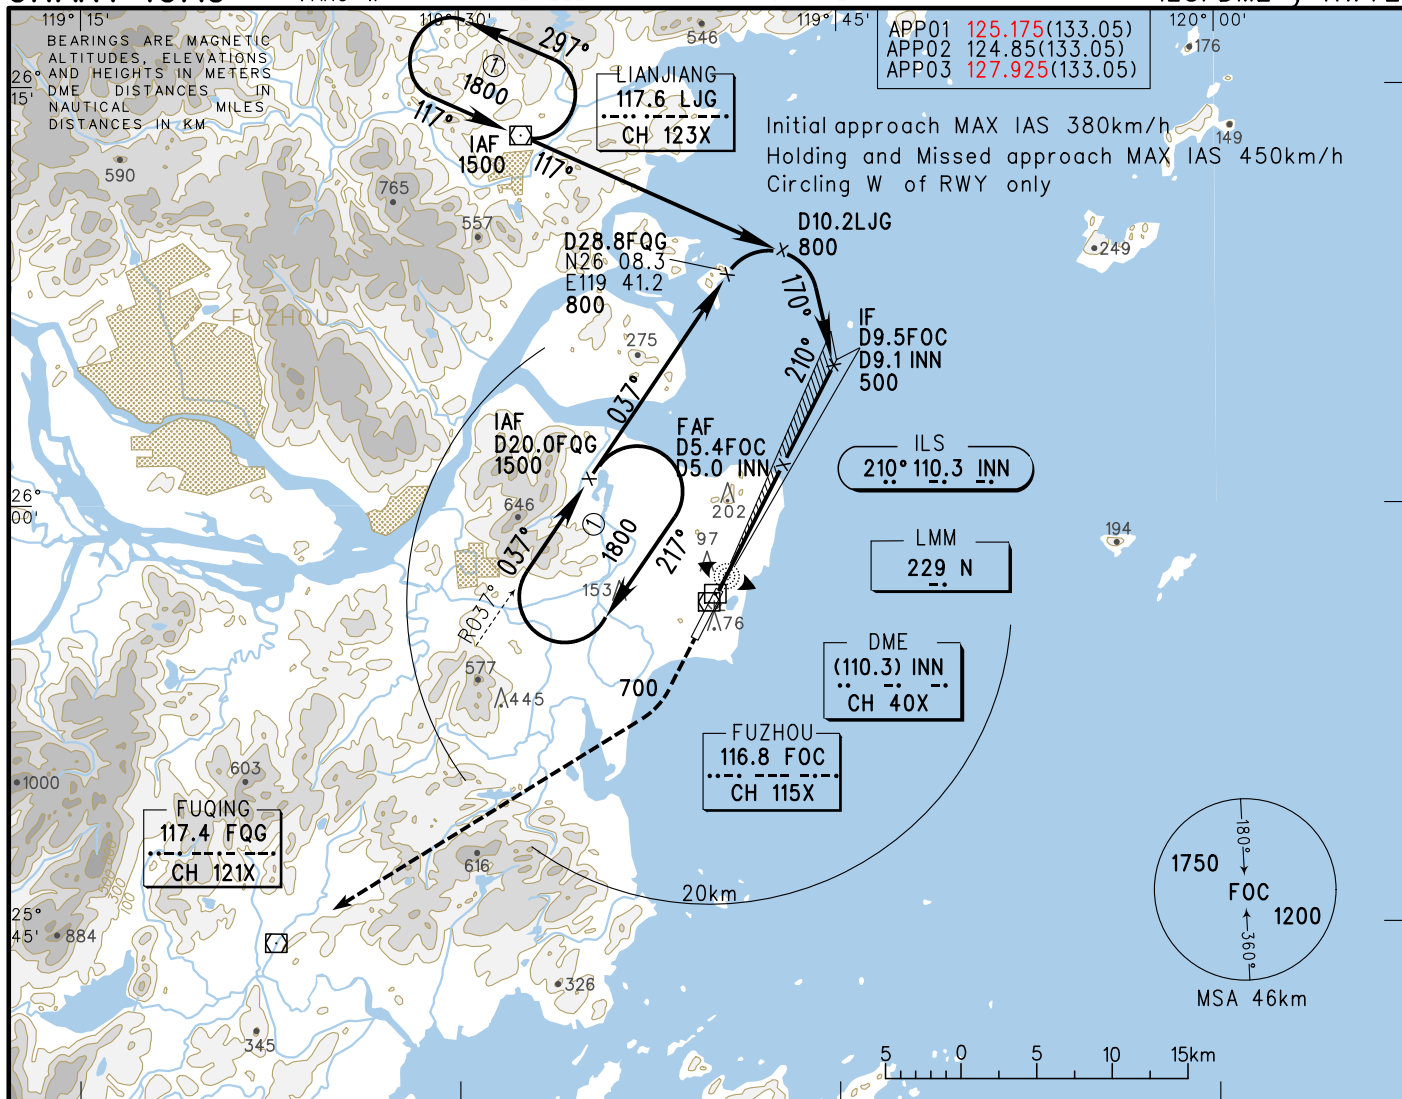 119°15'
119°30'
119°45'
120°00'
BEARINGS ARE MAGNETIC
ALTITUDES, ELEVATIONS
AND HEIGHTS IN METERS
DME DISTANCES IN
NAUTICAL MILES
DISTANCES IN KM
26°
15'
APP01 125.175(133.05)
APP02 124.85(133.05)
APP03 127.925(133.05)
546
176
149
297°
1
1800
117°
IAF
1500
117°
LIANJIANG
117.6 LJG
CH 123X
Initial approach MAX IAS 380km/h
Holding and Missed approach MAX IAS 450km/h
Circling W of RWY only
590
765
557
249
D10.2LJG
800
D28.8FQG
N26 08.3
E119 41.2
800
170°
FUZHOU
275
IF
D9.5FOC
D9.1 INN
500
210°
037°
IAF
D20.0FQG
1500
FAF
D5.4FOC
D5.0 INN
ILS
210° 110.3 INN
26°
00'
646
202
1
1800
037°
217°
97
194
LMM
229 N
153
76
R037°
577
445
700
DME
(110.3) INN
CH 40X
FUZHOU
116.8 FOC
CH 115X
1000
603
FUQING
117.4 FQG
CH 121X
300
100
616
20km
180°
1750
FOC
1200
360°
MSA 46km
25°
45'
884
326
345
5 0 5 10 15km